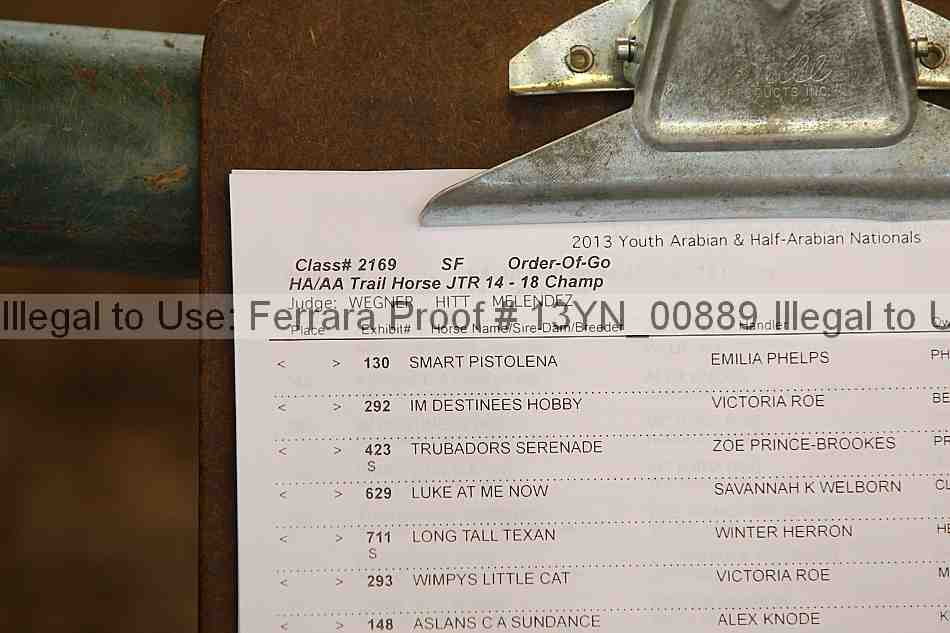 PRODUCTS INC.
2013 Youth Arabian & Half-Arabian Nationals
Class# 2169 SF Order-Of-Go
HA/AA Trail Horse JTR 14 - 18 Champ
Judge: WEGNER HITT MELENDEZ
Illegal to Use: Ferrara Proof # 13YN_00889 Illegal to U
Place Exhibit# Horse Name/Sire-Dam/Breeder Handler
< > 130 SMART PISTOLENA EMILIA PHELPS PH
< > 292 IM DESTINEES HOBBY VICTORIA ROE BE
< > 423 TRUBADORS SERENADE ZOE PRINCE-BROOKES PR
S
< > 629 LUKE AT ME NOW SAVANNAH K WELBORN CL
< > 711 LONG TALL TEXAN WINTER HERRON HE
S
< > 293 WIMPYS LITTLE CAT VICTORIA ROE M
< > 148 ASLANS C A SUNDANCE ALEX KNODE K